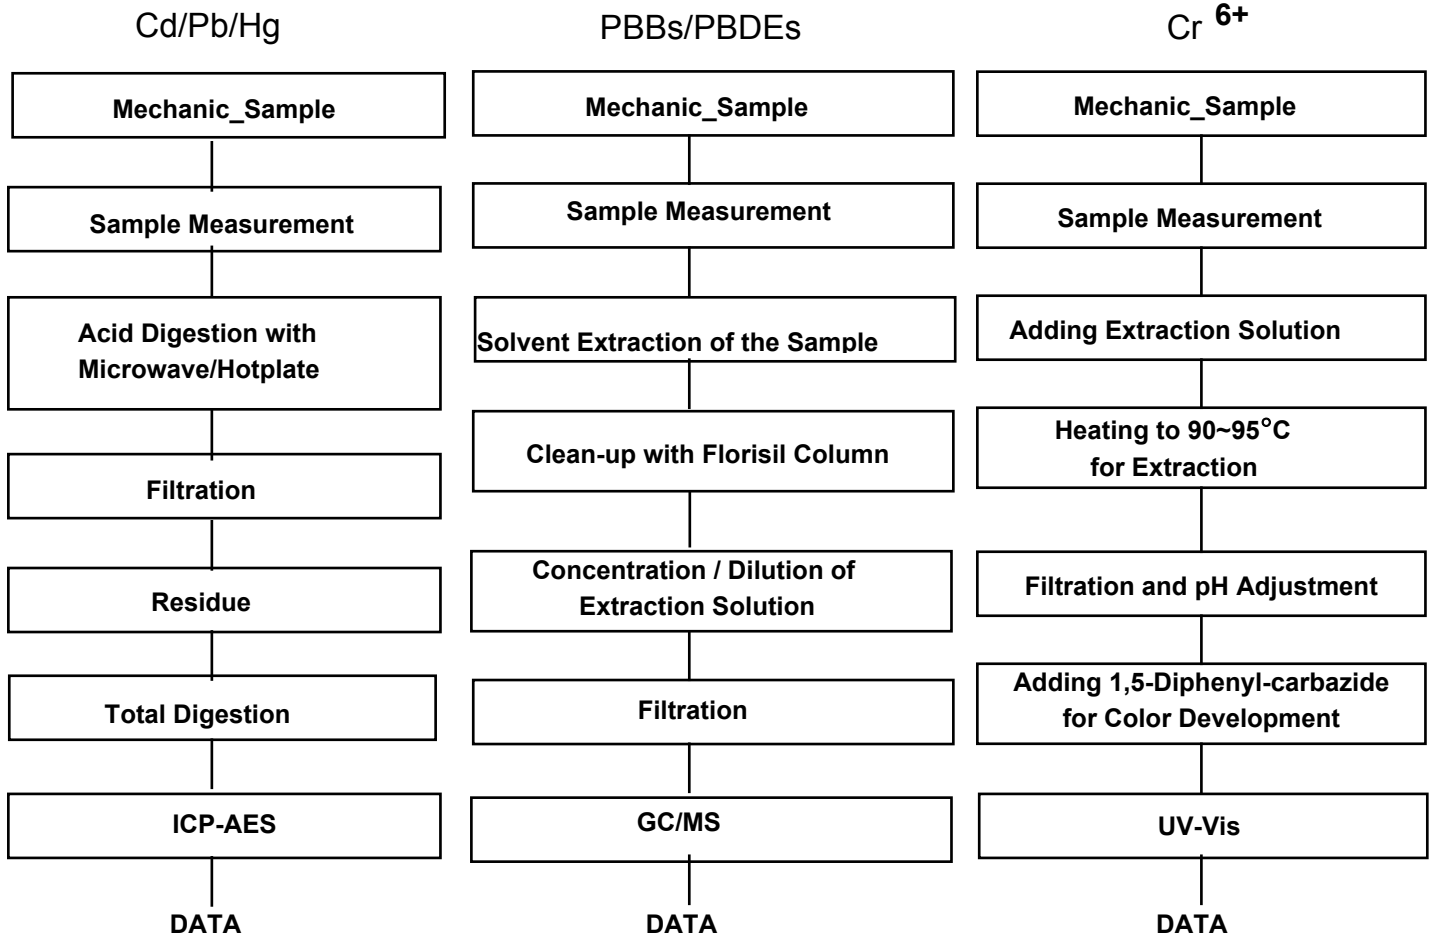 Cd/Pb/Hg
Mechanic_Sample
Sample Measurement
Acid Digestion with
Microwave/Hotplate
Filtration
Residue
Total Digestion
ICP-AES
DATA
PBBs/PBDEs
Mechanic_Sample
Sample Measurement
Solvent Extraction of the Sample
Clean-up with Florisil Column
Concentration / Dilution of
Extraction Solution
Filtration
GC/MS
DATA
Cr 6+
Mechanic_Sample
Sample Measurement
Adding Extraction Solution
Heating to 90~95°C
for Extraction
Filtration and pH Adjustment
Adding 1,5-Diphenyl-carbazide
for Color Development
UV-Vis
DATA